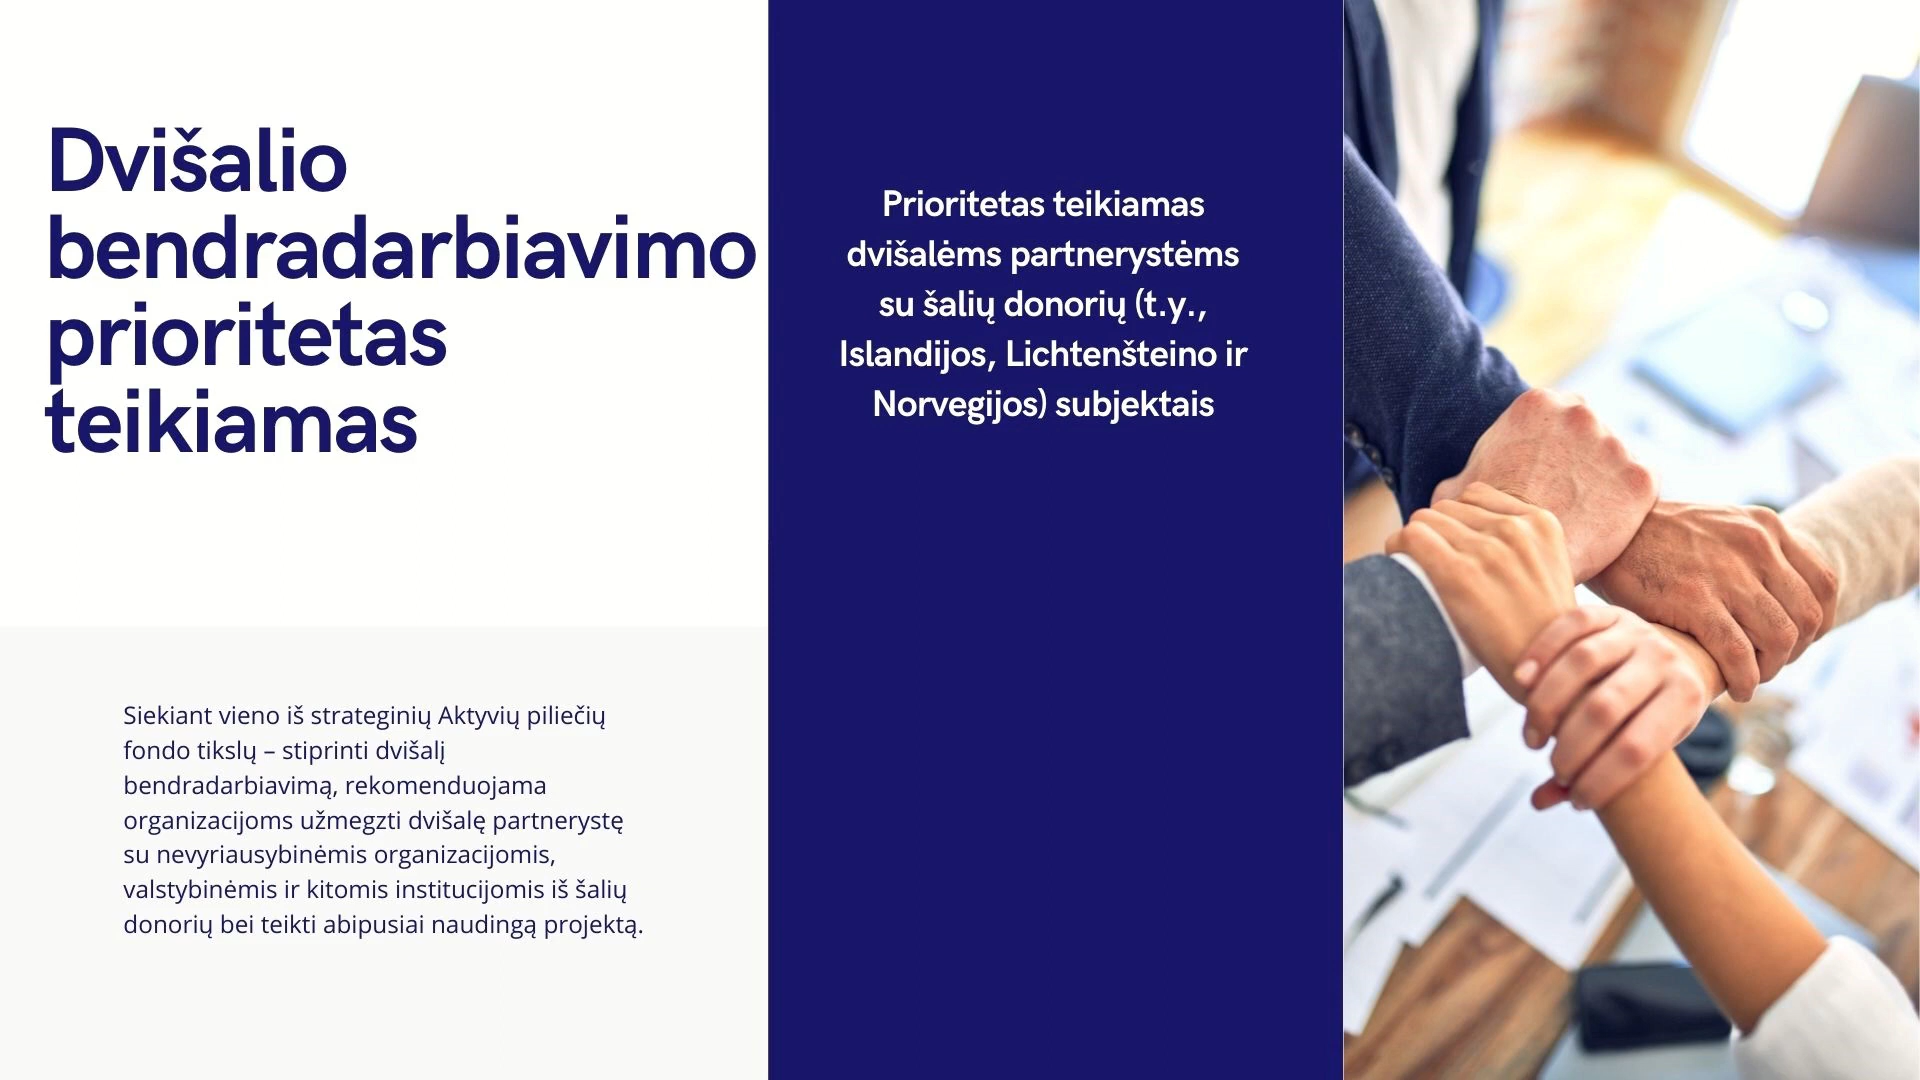 Dvišalio
bendradarbiavimo
prioritetas
teikiamas
Siekiant vieno iš strateginių Aktyvių piliečių
fondo tikslų – stiprinti dvišalį
bendradarbiavimą, rekomenduojama
organizacijoms užmegzti dvišalę partnerystę
su nevyriausybinėmis organizacijomis,
valstybinėmis ir kitomis institucijomis iš šalių
donorių bei teikti abipusiai naudingą projektą.
Prioritetas teikiamas
dvišalėms partnerystėms
su šalių donorių (t.y.,
Islandijos, Lichtenšteino ir
Norvegijos) subjektais